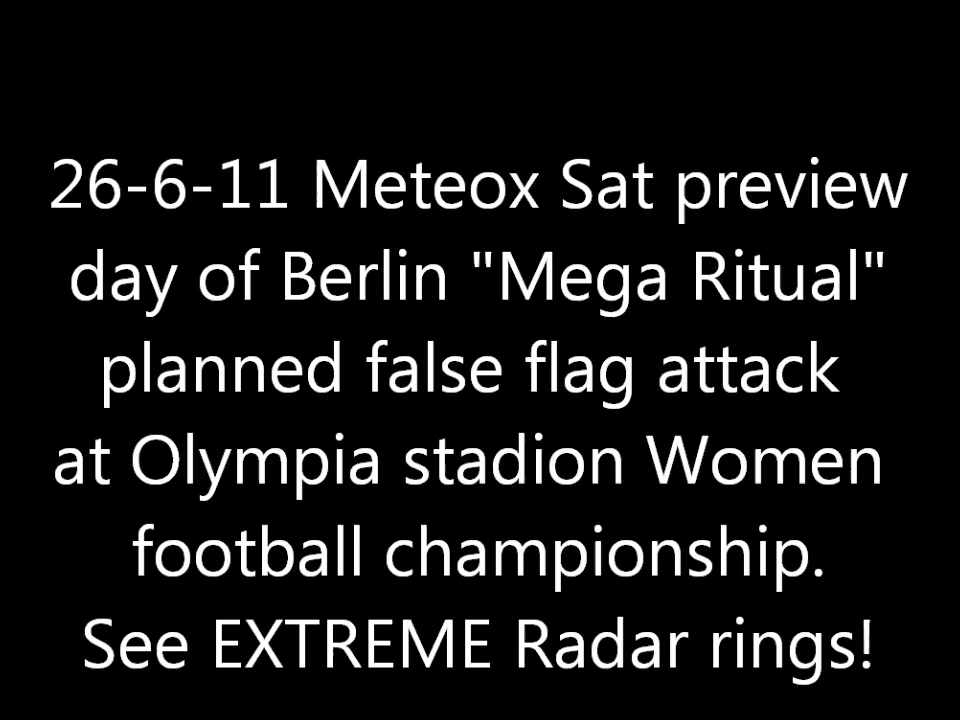 26-6-11 Meteox Sat preview
day of Berlin "Mega Ritual"
planned false flag attack
at Olympia stadion Women
football championship.
See EXTREME Radar rings!